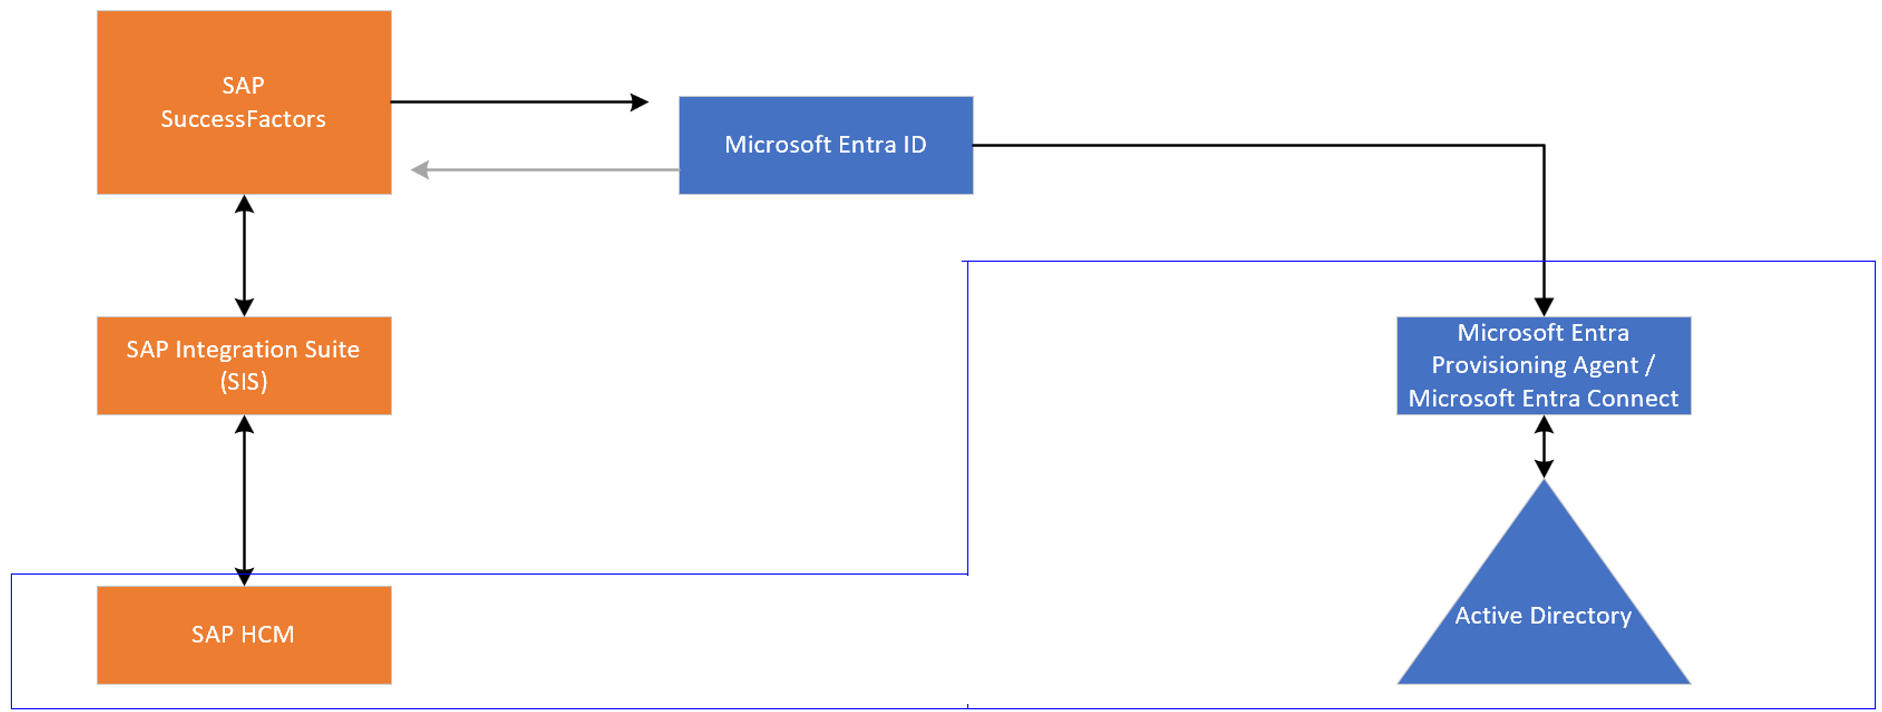 SAP
SuccessFactors
Microsoft Entra ID
SAP Integration Suite
(SIS)
Microsoft Entra
Provisioning Agent /
Microsoft Entra Connect
SAP HCM
Active Directory